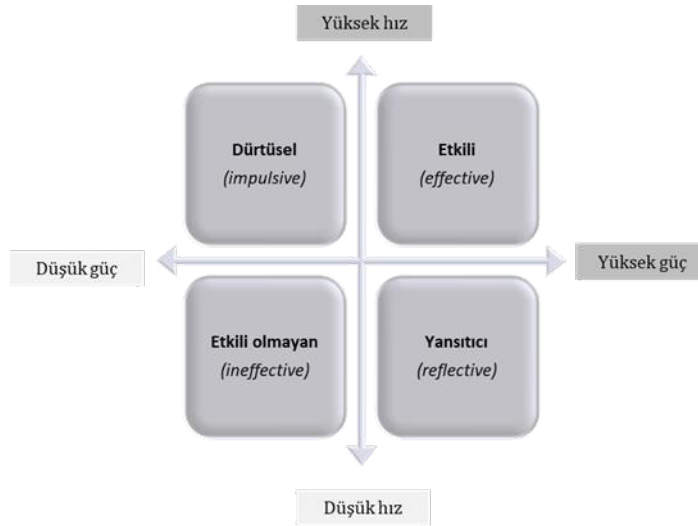 Yüksek hız
Dürtüsel
(impulsive)
Etkili
(effective)
Düşük güç
Yüksek güç
Etkili olmayan
(ineffective)
Yansıtıcı
(reflective)
Düşük hız